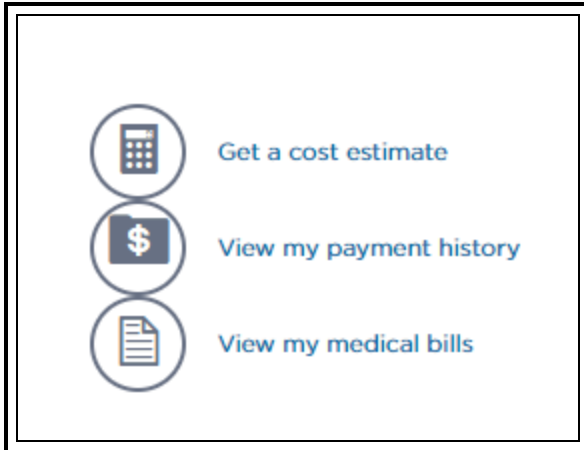 Get a cost estimate
$
View my payment history
View my medical bills